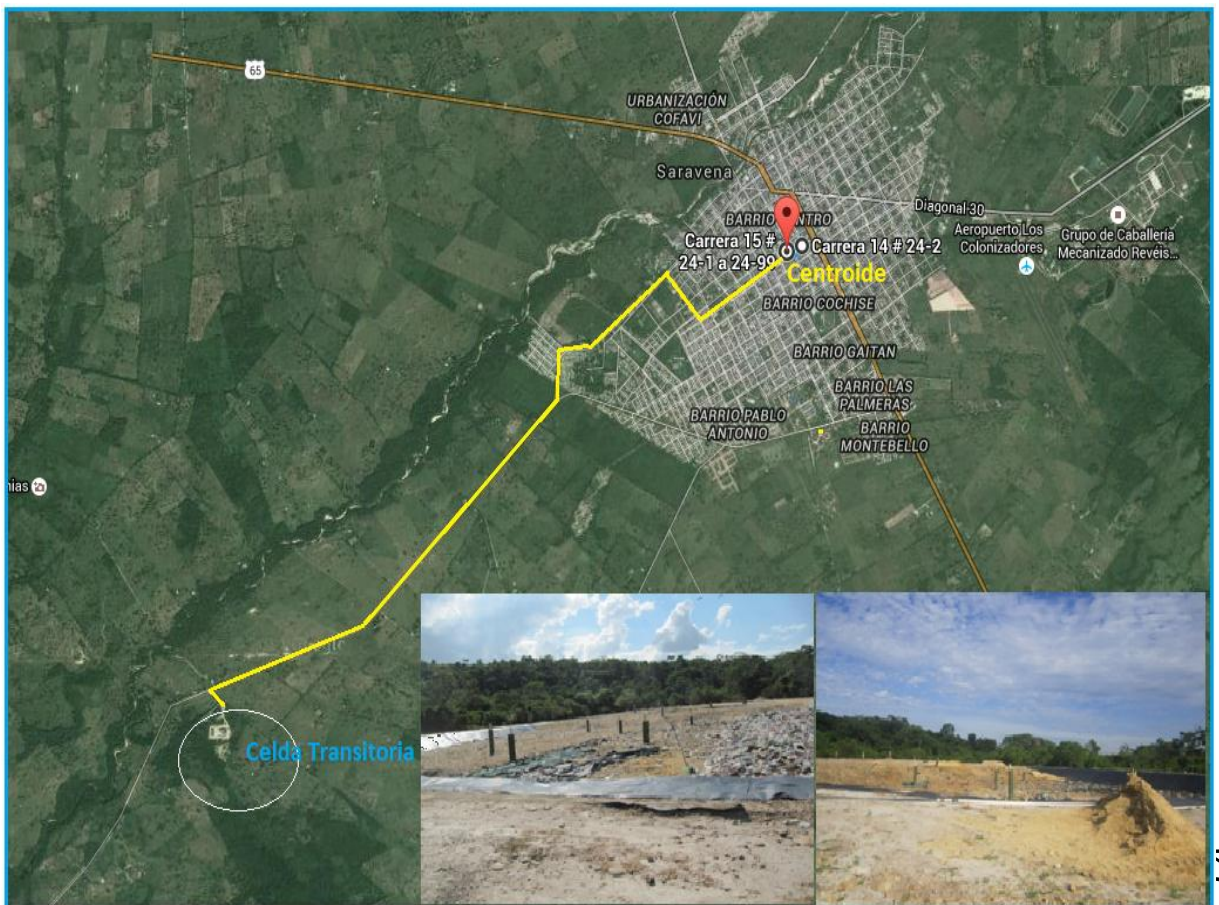 65
URBANIZACIÓN
COFAVI
Saravena
Diagonal 30
BARRIO
NTRO
Carrera 15 #
24-1 a 24-99
Carrera 14 # 24-2
Aeropuerto Los
Colonizadores
Grupo de Caballería
Mecanizado Revéis...
Centroide
BARRIO COCHISE
BARRIO GAITAN
BARRIO LAS
PALMERAS
BARRIO PABLO
ANTONIO
BARRIO
MONTEBELLO
nias
Celda Transitoria